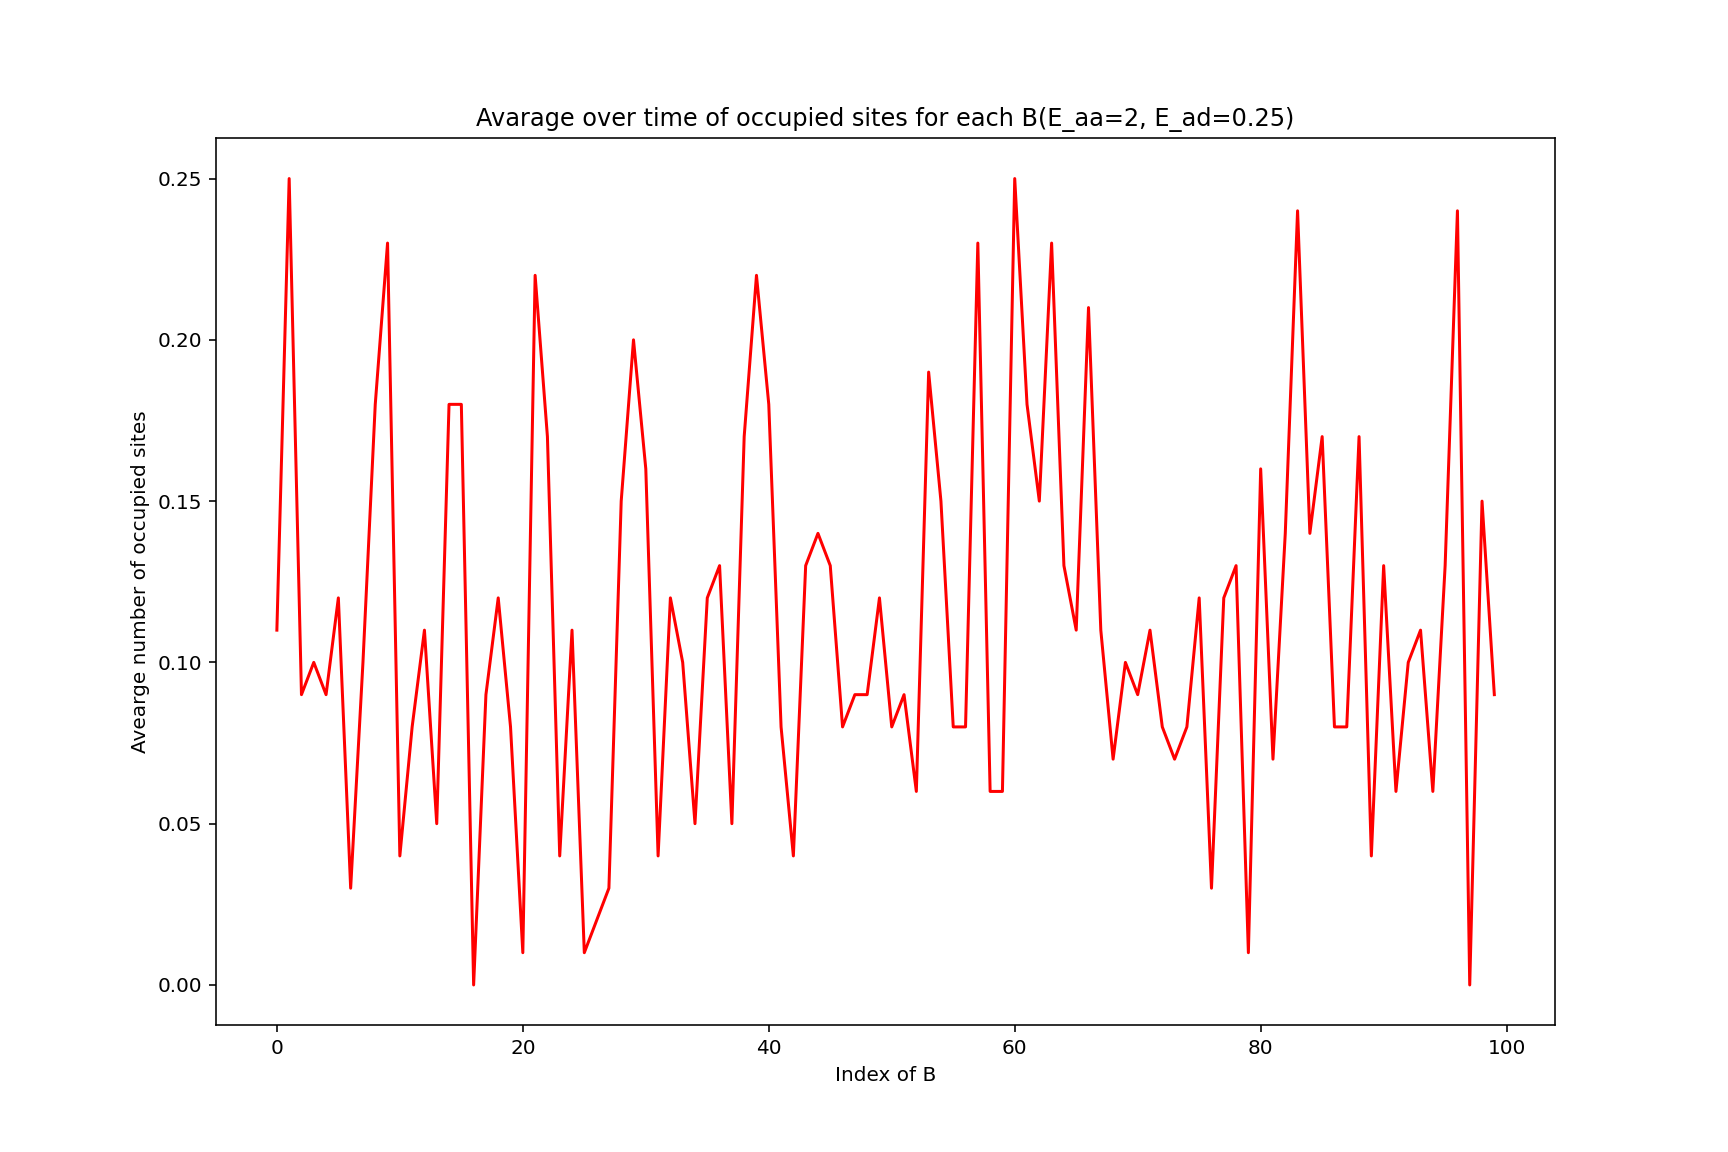 Avarage over time of occupied sites for each B(E_aa=2, E_ad=0.25)
0.25
0.20
0.15
0.10
0.05
0.00
Avearge number of occupied sites
0 20 40 60 80 100
Index of B